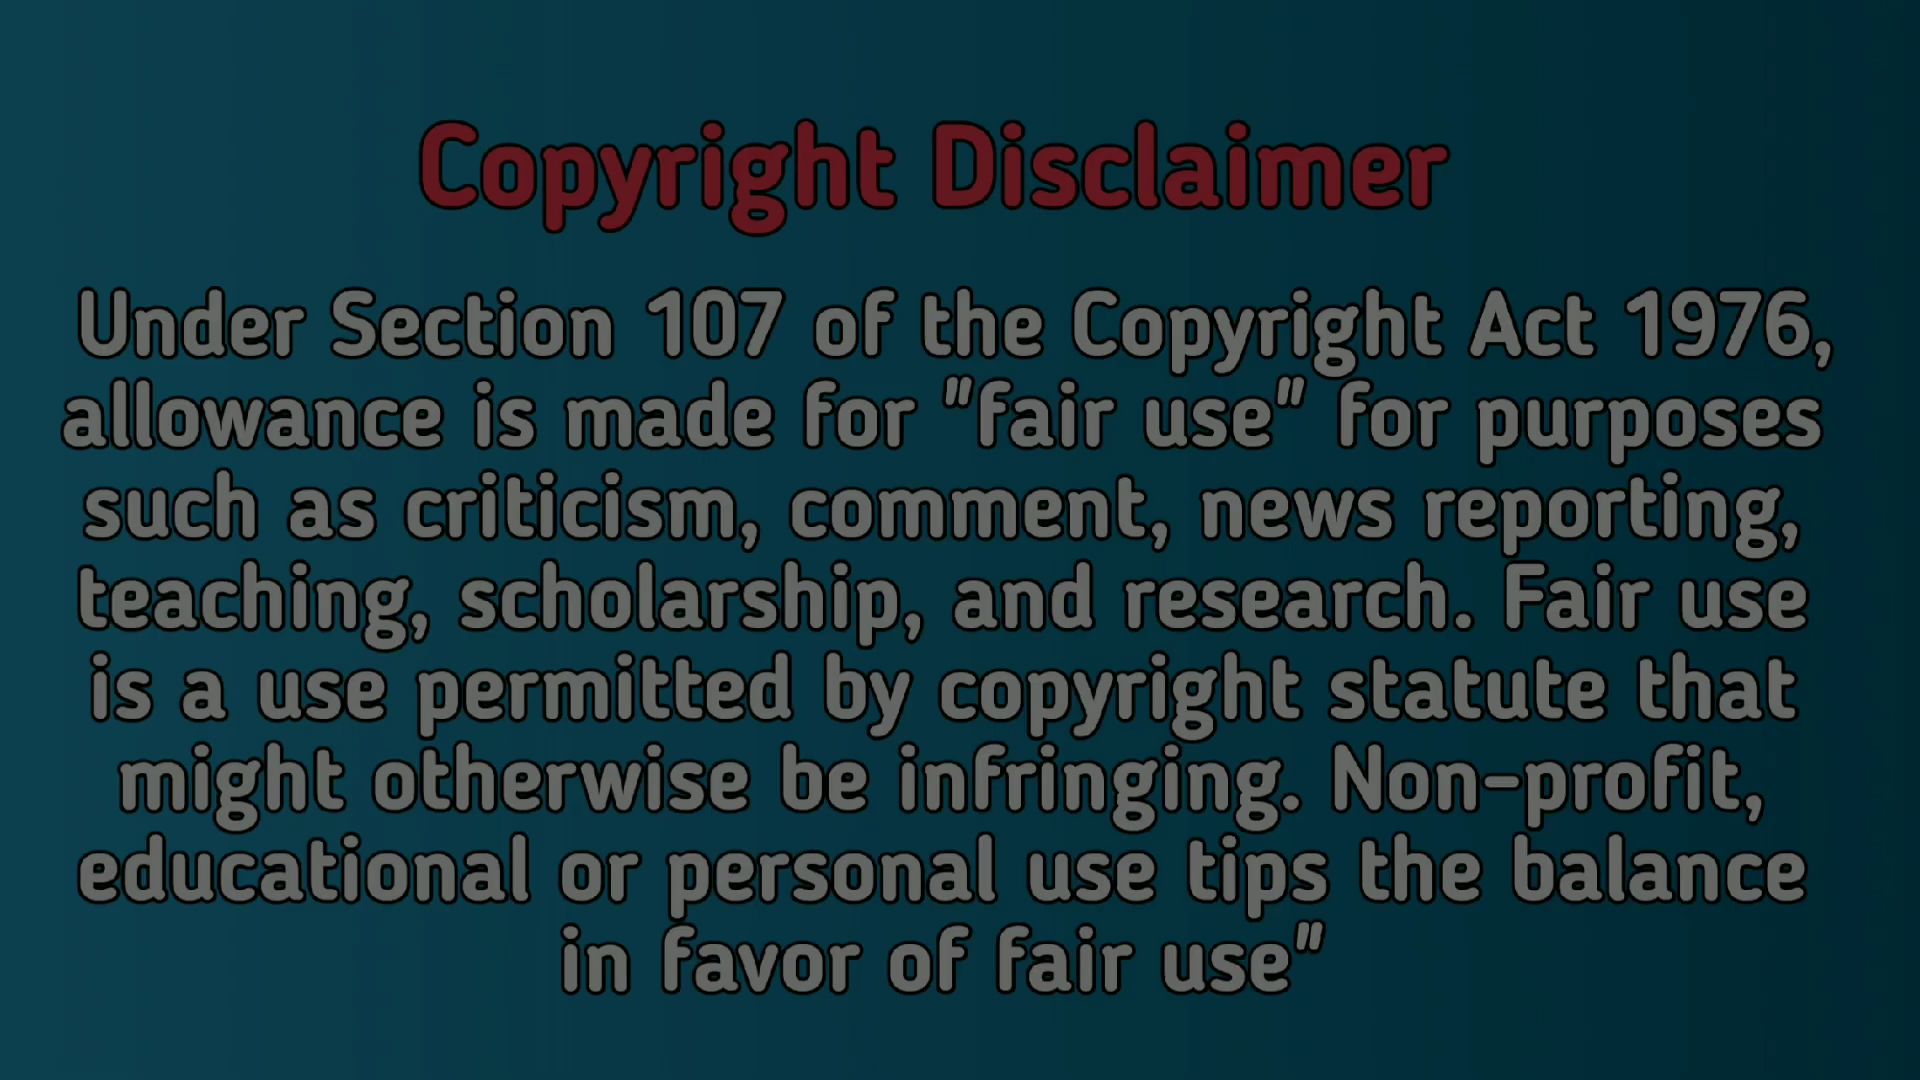 Copyright Disclaimer
Under Section 107 of the Copyright Act 1976,
allowance is made for "fair use" for purposes
such as criticism, comment, news reporting,
teaching, scholarship, and research. Fair use
is a use permitted by copyright statute that
might otherwise be infringing. Non-profit,
educational or personal use tips the balance
in favor of fair use"